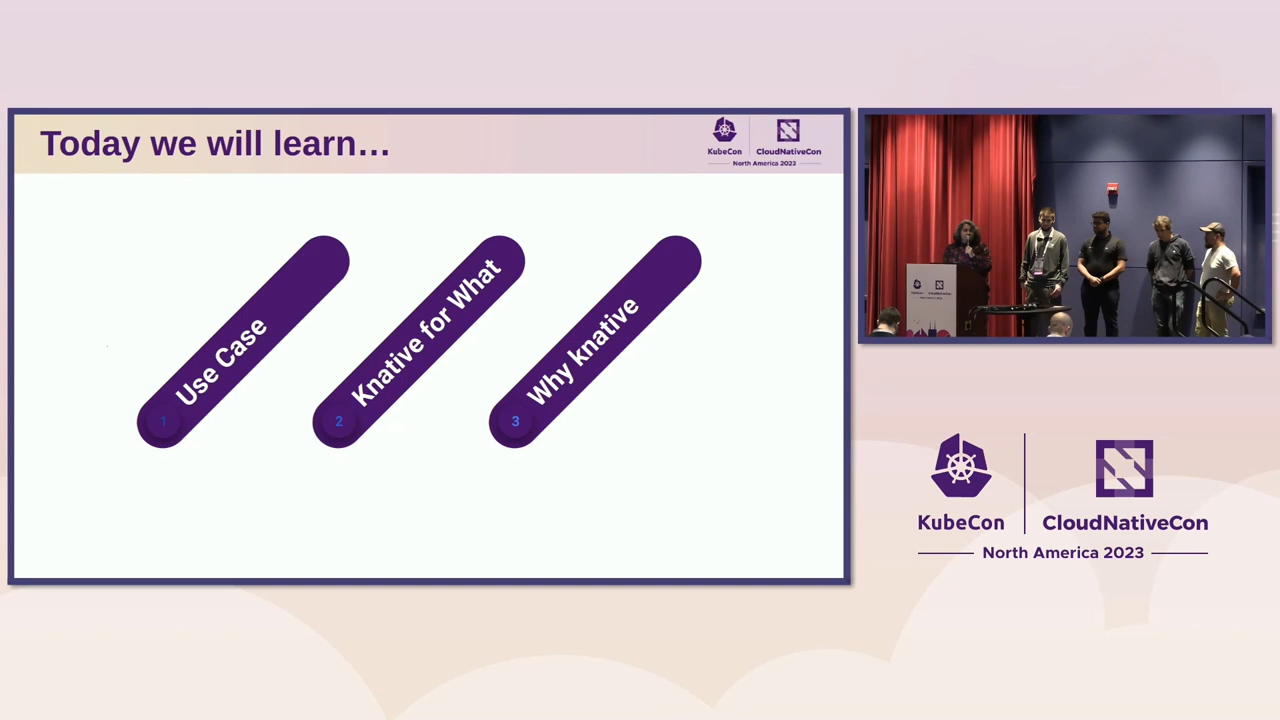 Today we will learn...
KubeCon
CloudNativeCon
North America 2023
1
Use Case
2
Knative for What
3
Why knative
KubeCon
CloudNativeCon
North America 2023